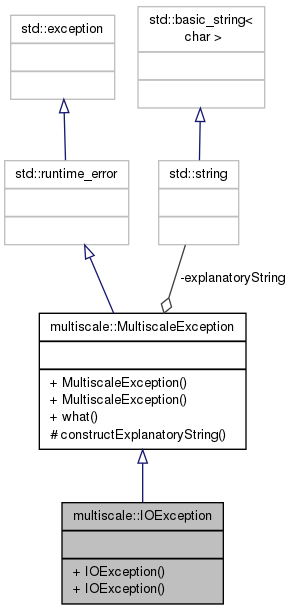 std::exception
std::basic_string<
char >
std::runtime_error
std::string
-explanatoryString
multiscale::MultiscaleException
+ MultiscaleException()
+ MultiscaleException()
+ what()
# constructExplanatoryString()
multiscale::IOException
+ IOException()
+ IOException()